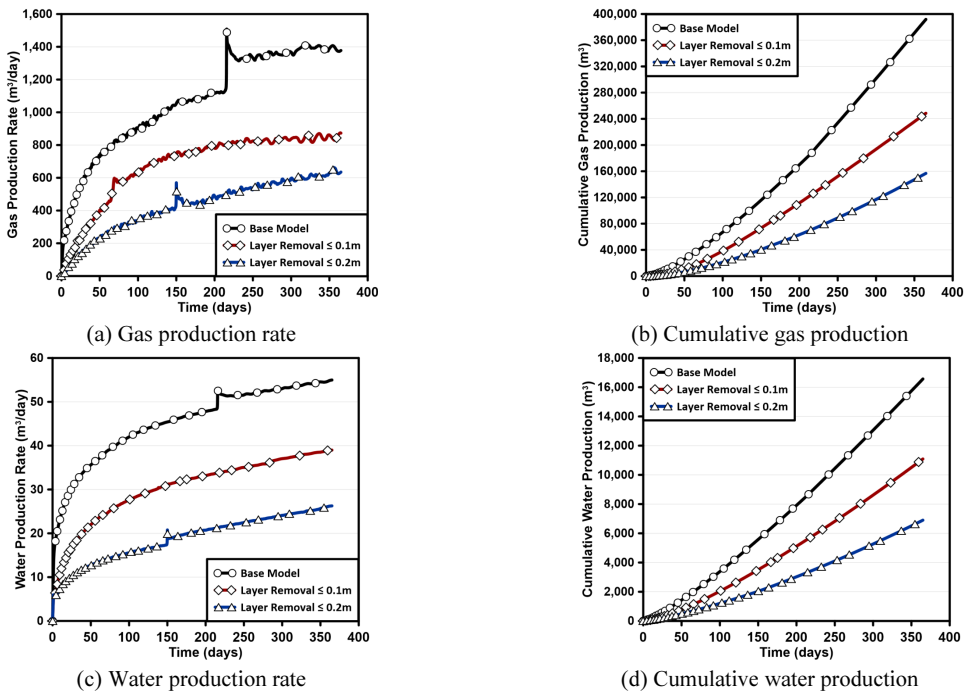 Gas Production Rate (m³/day)
1,600
1,400
1,200
1,000
800
600
400
200
0
Base Model
Layer Removal ≤ 0.1m
Layer Removal ≤ 0.2m
0 50 100 150 200 250 300 350 400
Time (days)
(a) Gas production rate
Cumulative Gas Production (m³)
400,000
360,000
320,000
280,000
240,000
200,000
160,000
120,000
80,000
40,000
0
Base Model
Layer Removal ≤ 0.1m
Layer Removal ≤ 0.2m
0 50 100 150 200 250 300 350 400
Time (days)
(b) Cumulative gas production
Water Production Rate (m³/day)
60
50
40
30
20
10
0
Base Model
Layer Removal ≤ 0.1m
Layer Removal ≤ 0.2m
0 50 100 150 200 250 300 350 400
Time (days)
(c) Water production rate
Cumulative Water Production (m³)
18,000
16,000
14,000
12,000
10,000
8,000
6,000
4,000
2,000
0
Base Model
Layer Removal ≤ 0.1m
Layer Removal ≤ 0.2m
0 50 100 150 200 250 300 350 400
Time (days)
(d) Cumulative water production